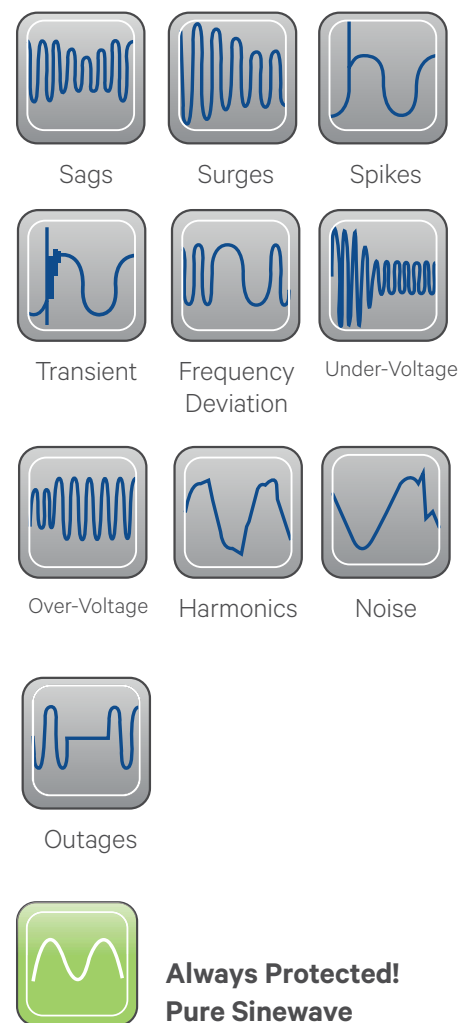 Sags
Surges
Spikes
Transient
Frequency
Deviation
Under-Voltage
Over-Voltage
Harmonics
Noise
Outages
Always Protected!
Pure Sinewave